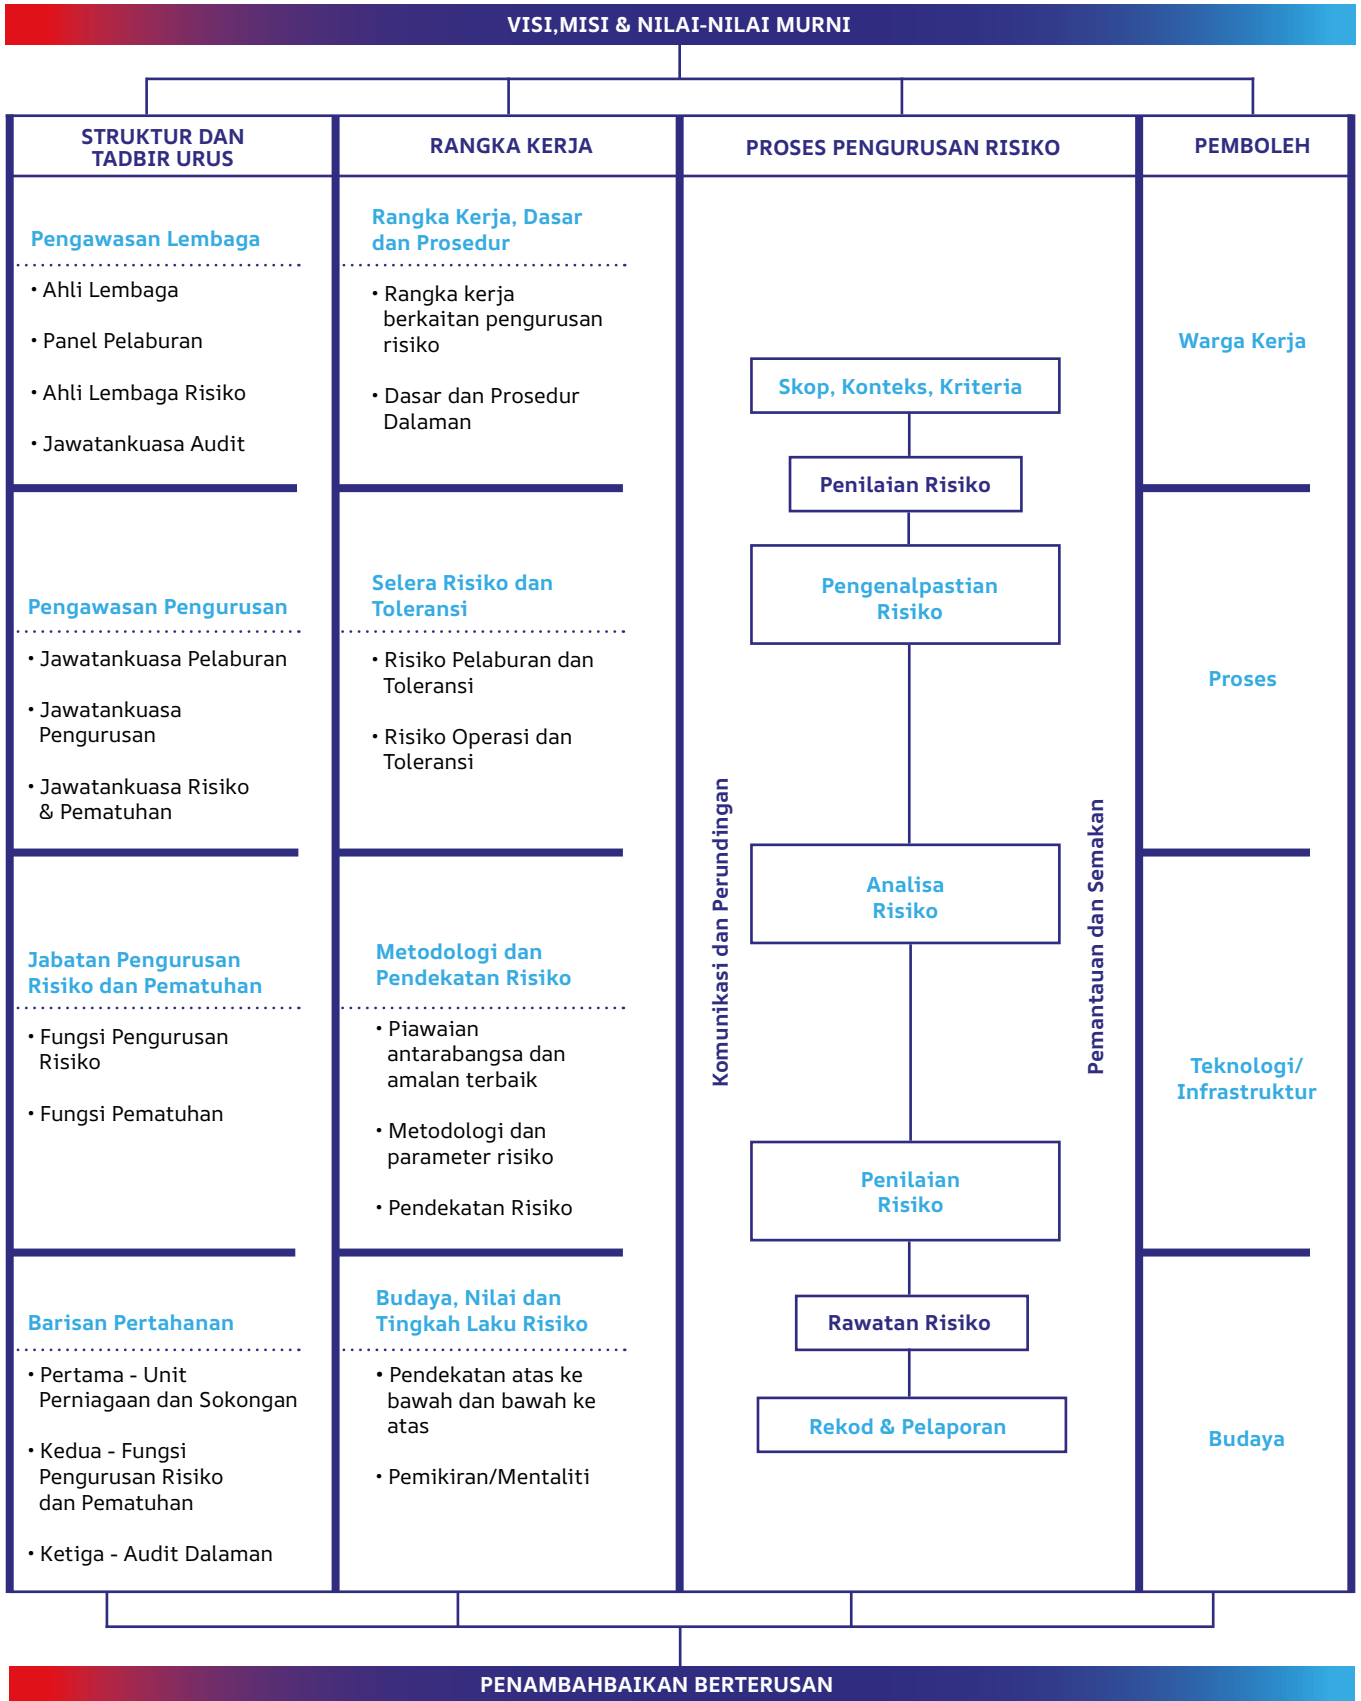 VISI,MISI & NILAI-NILAI MURNI
STRUKTUR DAN
TADBIR URUS
Pengawasan Lembaga
• Ahli Lembaga
• Panel Pelaburan
• Ahli Lembaga Risiko
• Jawatankuasa Audit
Pengawasan Pengurusan
• Jawatankuasa Pelaburan
• Jawatankuasa
Pengurusan
• Jawatankuasa Risiko
& Pematuhan
Jabatan Pengurusan
Risiko dan Pematuhan
• Fungsi Pengurusan
Risiko
• Fungsi Pematuhan
Barisan Pertahanan
• Pertama - Unit
Perniagaan dan Sokongan
• Kedua - Fungsi
Pengurusan Risiko
dan Pematuhan
• Ketiga - Audit Dalaman
RANGKA KERJA
Rangka Kerja, Dasar
dan Prosedur
• Rangka kerja
berkaitan pengurusan
risiko
• Dasar dan Prosedur
Dalaman
Selera Risiko dan
Toleransi
• Risiko Pelaburan dan
Toleransi
• Risiko Operasi dan
Toleransi
Metodologi dan
Pendekatan Risiko
• Piawaian
antarabangsa dan
amalan terbaik
• Metodologi dan
parameter risiko
• Pendekatan Risiko
Budaya, Nilai dan
Tingkah Laku Risiko
• Pendekatan atas ke
bawah dan bawah ke
atas
• Pemikiran/Mentaliti
PROSES PENGURUSAN RISIKO
Komunikasi dan Perundingan
Skop, Konteks, Kriteria
Penilaian Risiko
Pengenalpastian
Risiko
Analisa
Risiko
Penilaian
Risiko
Rawatan Risiko
Rekod & Pelaporan
Pemantauan dan Semakan
PEMBOLEH
Warga Kerja
Proses
Teknologi/
Infrastruktur
Budaya
PENAMBAHBAIKAN BERTERUSAN